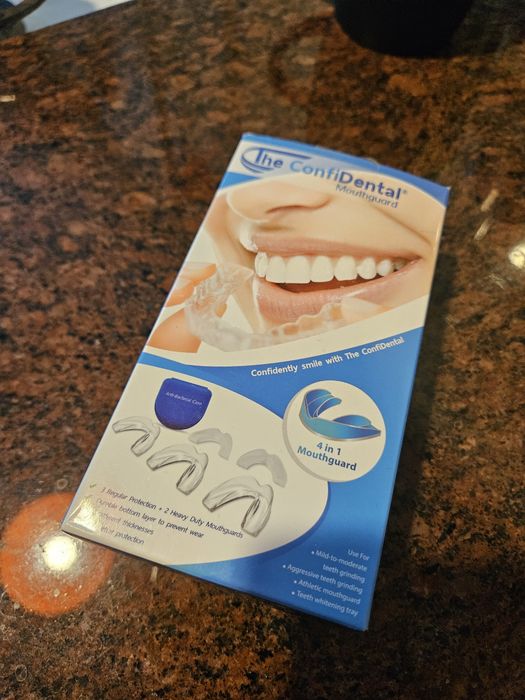 The ConfiDental®
Mouthguard
Confidently smile with The ConfiDental
Anti-Bacterial Case
4 in 1
Mouthguard
✓ 3 Regular Protection + 2 Heavy Duty Mouthguards
Durable bottom layer to prevent wear
thicknesses
protection
Use For
• Mild-to-moderate
teeth grinding
• Aggressive teeth grinding
• Athletic mouthguard
• Teeth whitening tray